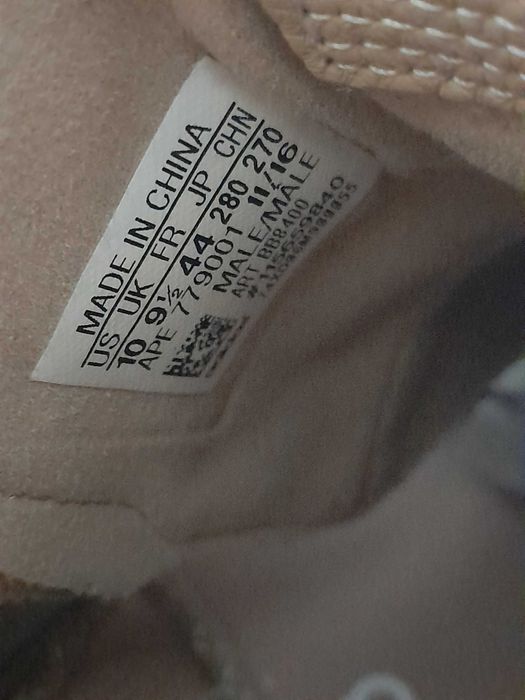 MADE IN CHINA
US UK FR JP CHN
10 9½ 44 280 270
APE 779001 11/16
MALE/MALE
ART BB8400